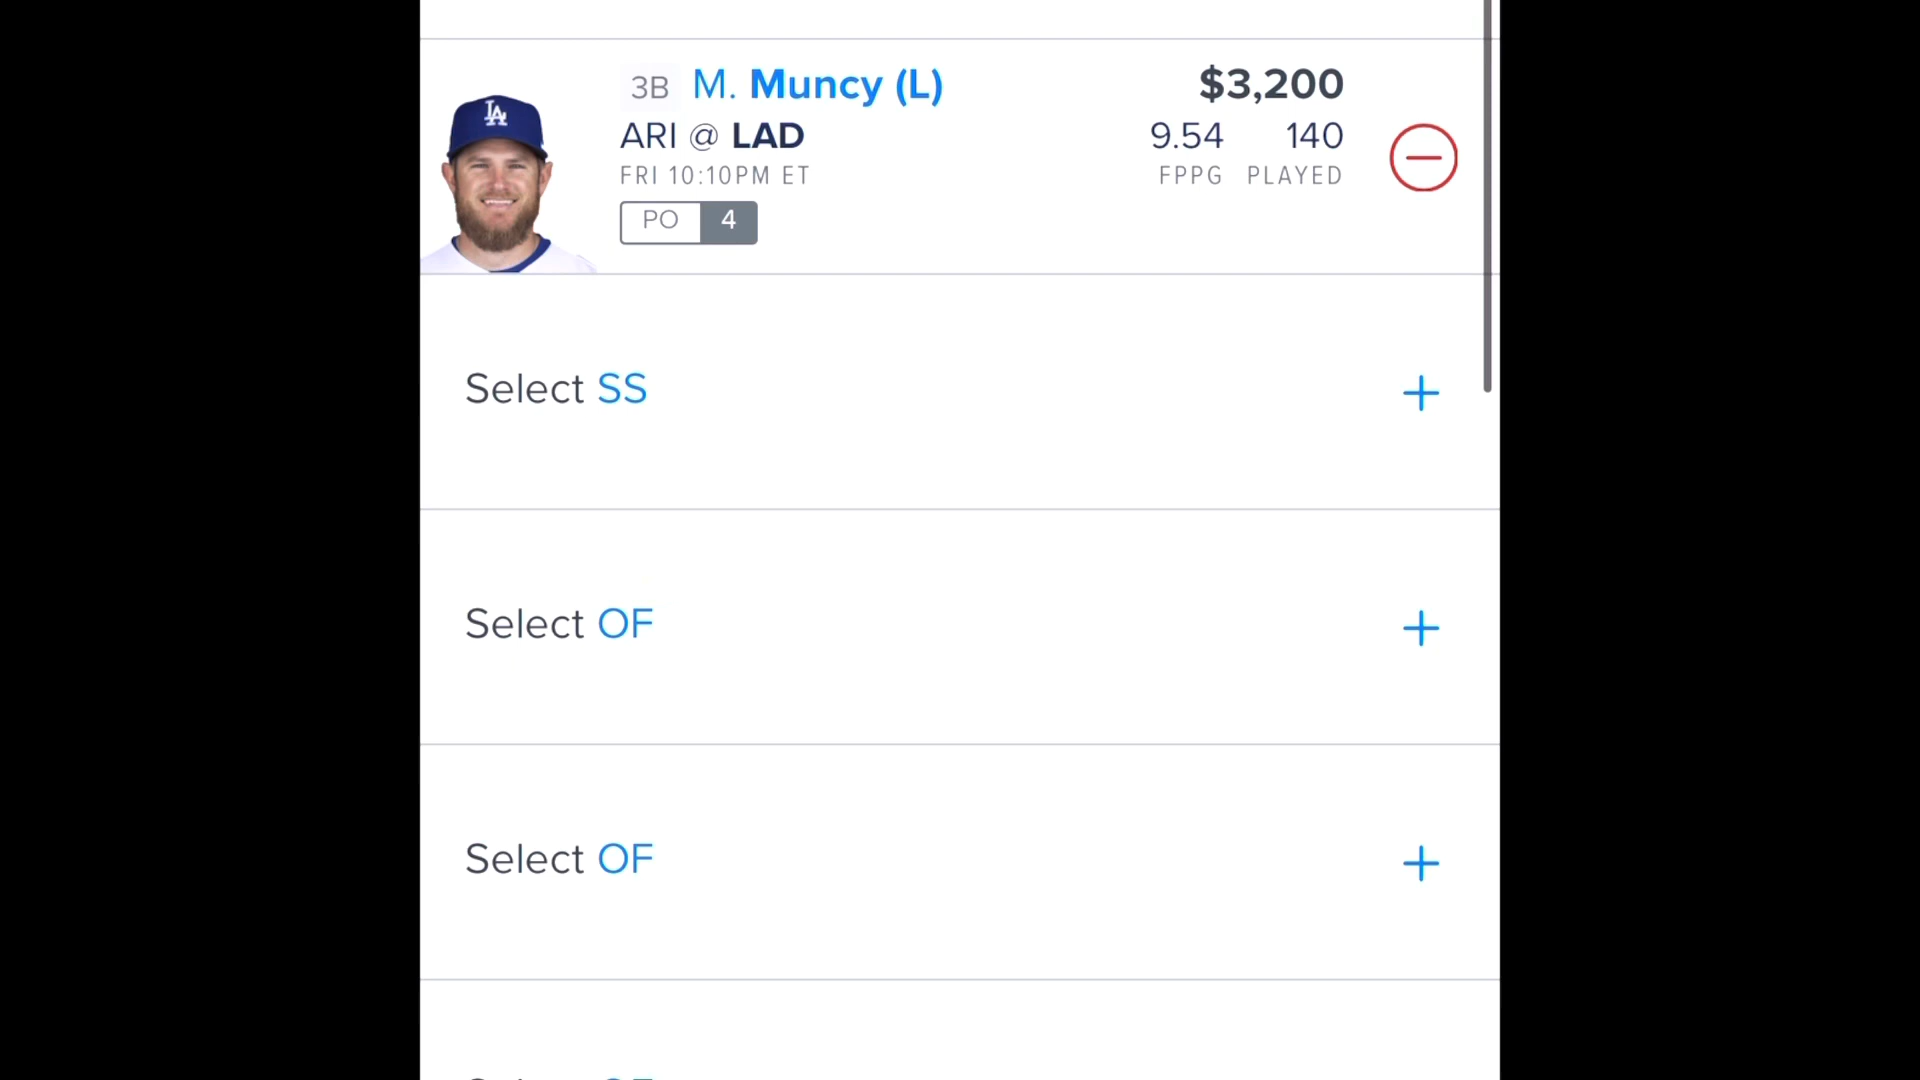 3B M. Muncy (L) $3,200
ARI @ LAD 9.54 140
FRI 10:10PM ET FPPG PLAYED
PO 4
Select SS
Select OF
Select OF